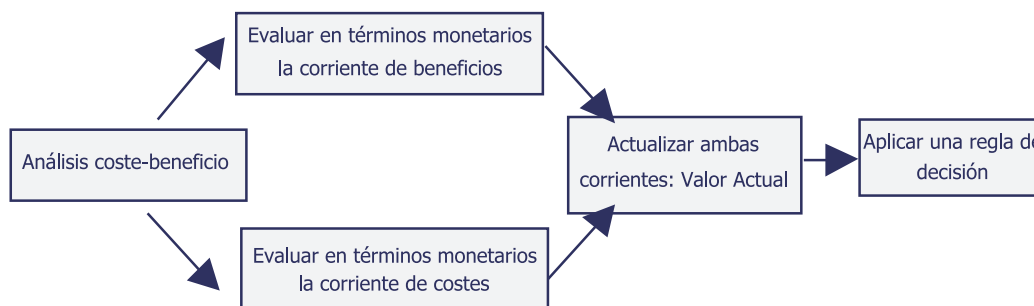 Evaluar en términos monetarios
la corriente de beneficios
Análisis coste-beneficio
Actualizar ambas
corrientes: Valor Actual
Aplicar una regla de
decisión
Evaluar en términos monetarios
la corriente de costes